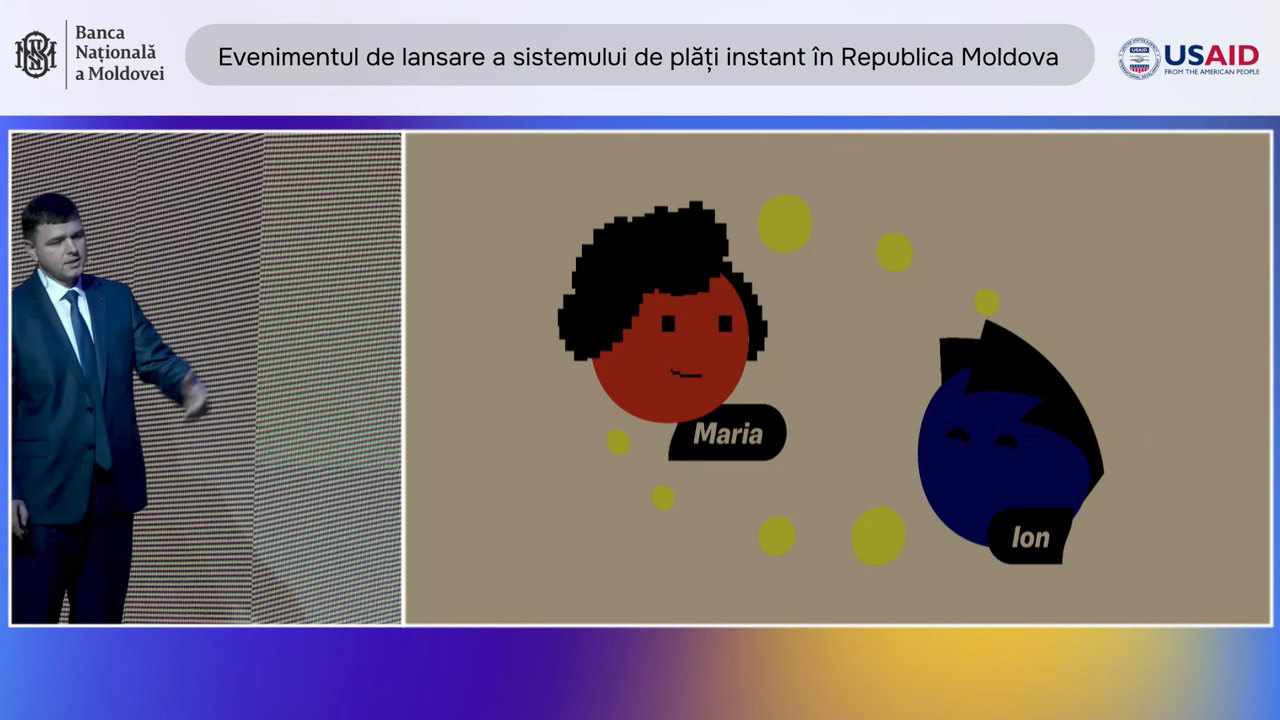 Banca
Națională
a Moldovei
Evenimentul de lansare a sistemului de plăți instant în Republica Moldova
USAID
FROM THE AMERICAN PEOPLE
Maria
Ion